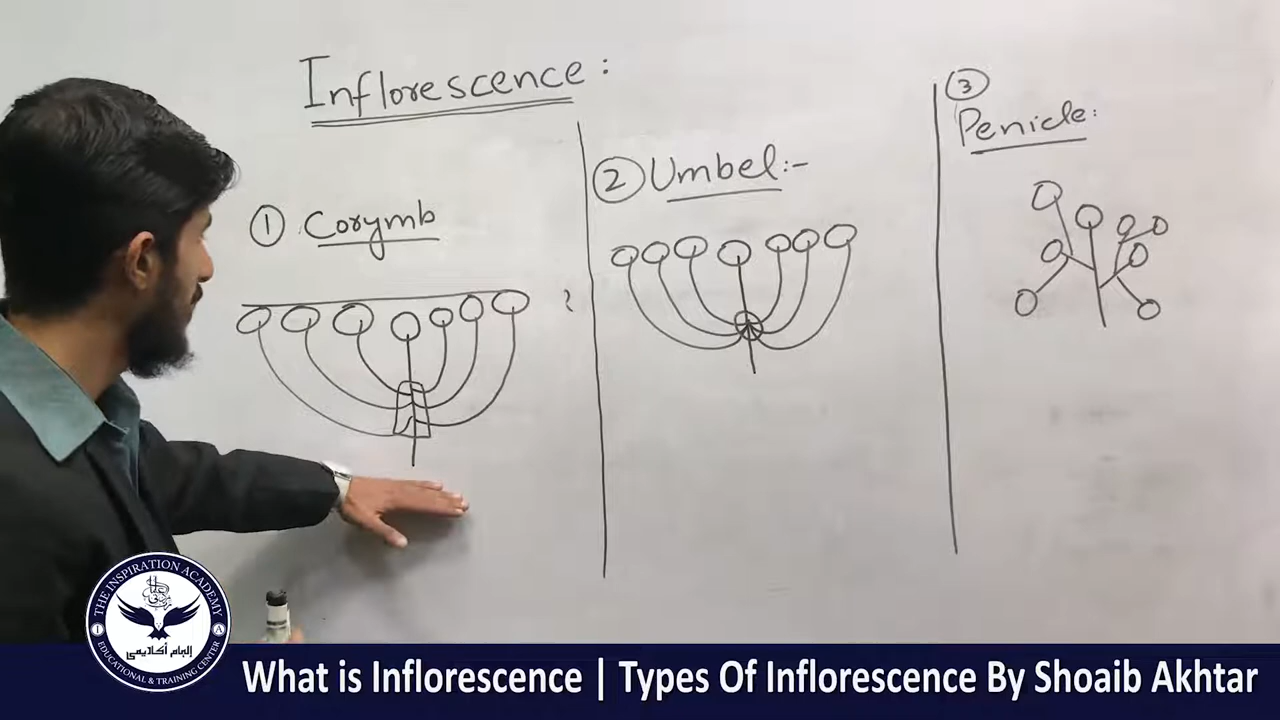 Inflorescence:
① Corymb
② Umbel:-
③
Penicle:
THE INSPIRATION ACADEMY
EDUCATIONAL & TRAINING CENTER
I
A
What is Inflorescence | Types Of Inflorescence By Shoaib Akhtar